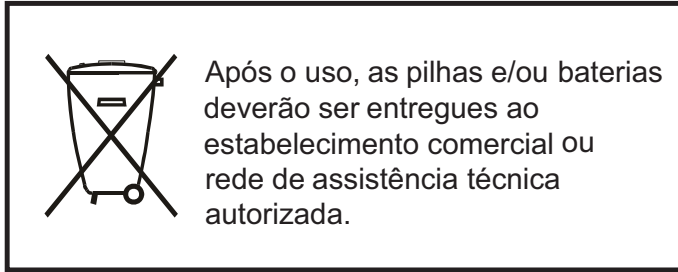 Após o uso, as pilhas e/ou baterias
deverão ser entregues ao
estabelecimento comercial ou
rede de assistência técnica
autorizada.